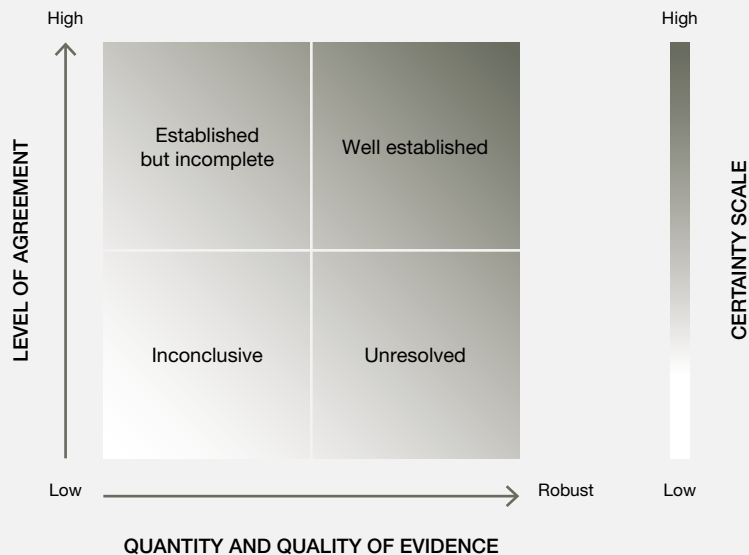 High
High
Established
but incomplete
Well established
LEVEL OF AGREEMENT
CERTAINTY SCALE
Inconclusive
Unresolved
Low
Robust
Low
QUANTITY AND QUALITY OF EVIDENCE